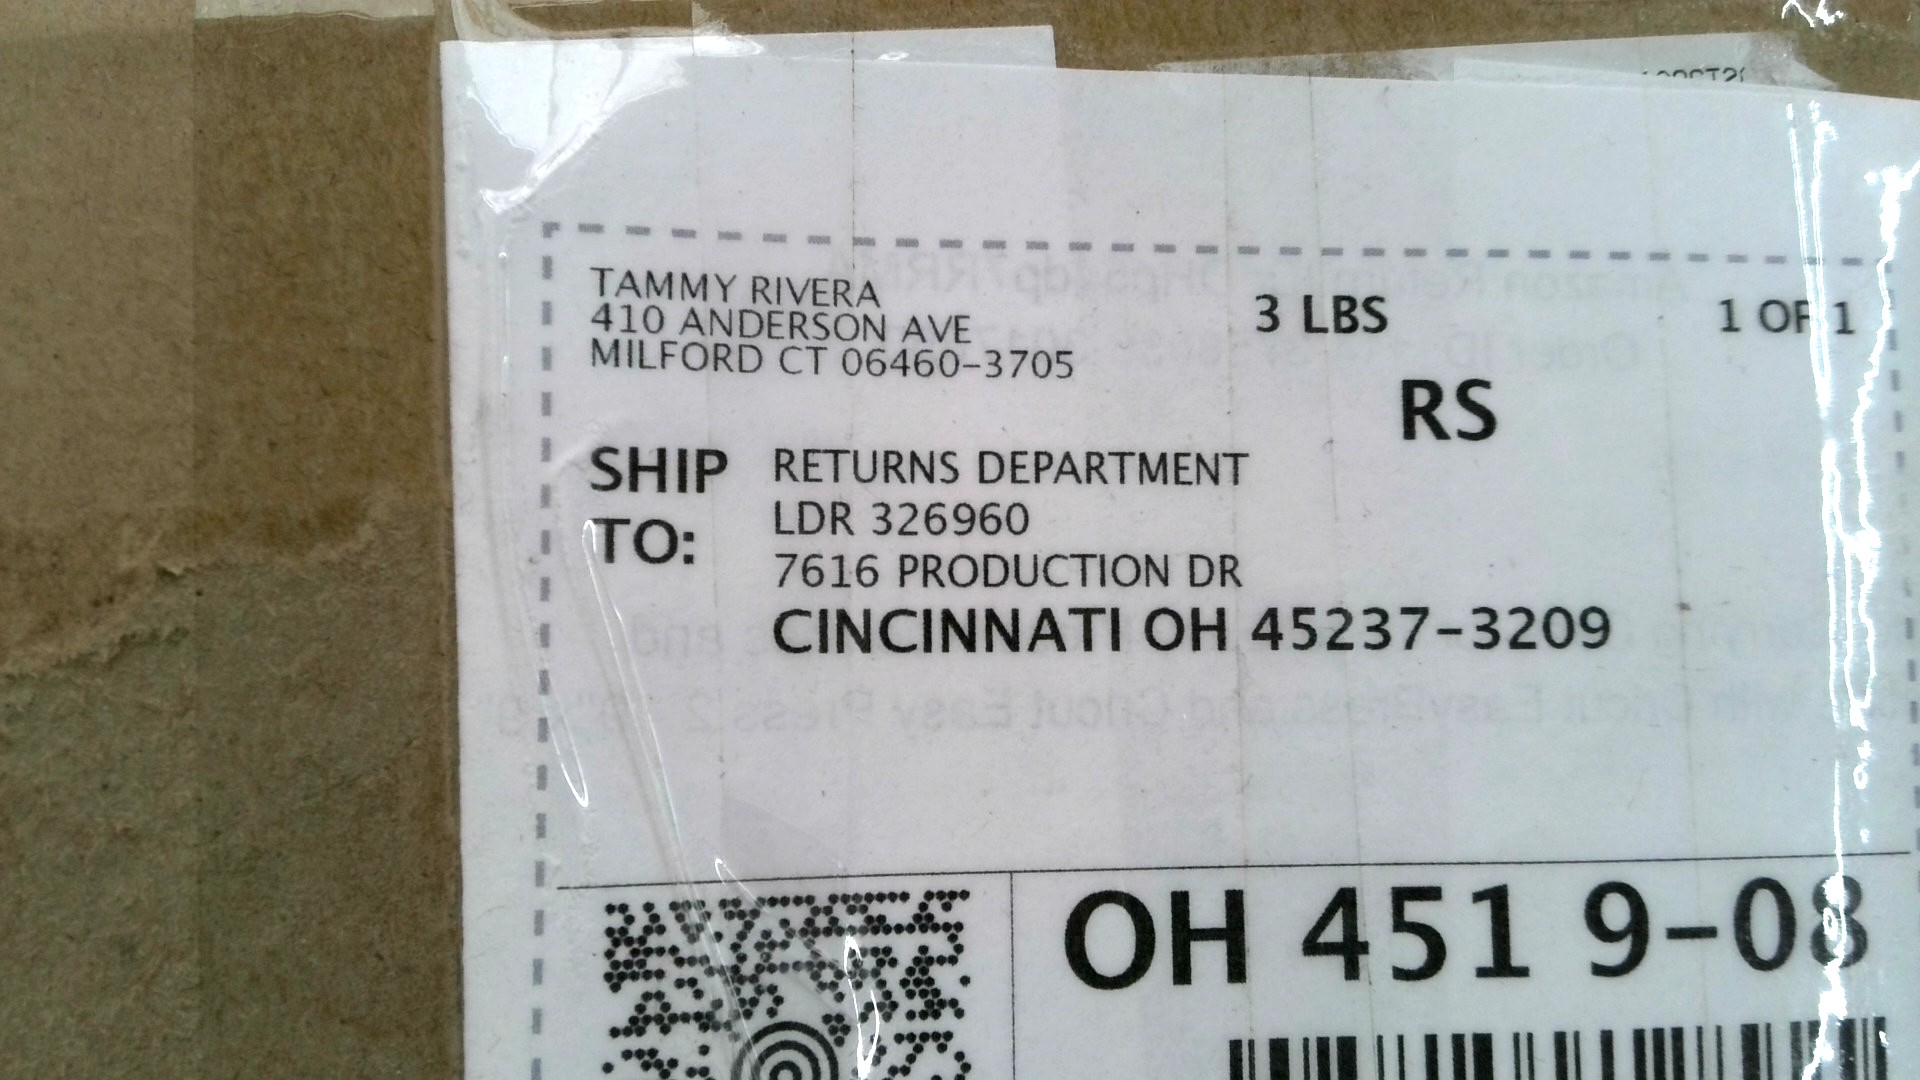 TAMMY RIVERA
410 ANDERSON AVE
MILFORD CT 06460-3705
3 LBS
1 OF 1
RS
SHIP TO:
RETURNS DEPARTMENT
LDR 326960
7616 PRODUCTION DR
CINCINNATI OH 45237-3209
OH 451 9-08